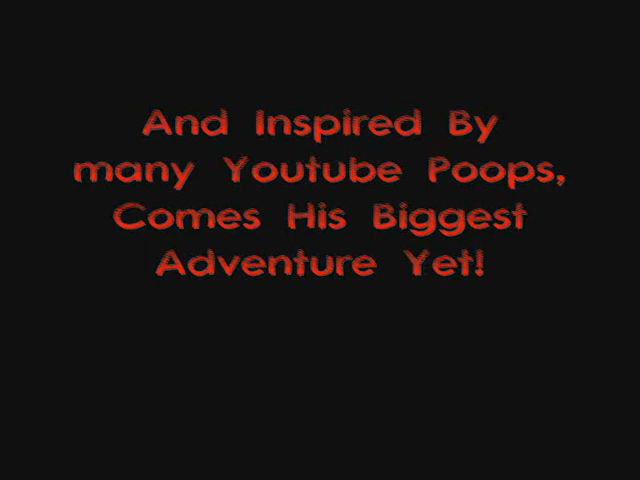 And Inspired By
many Youtube Poops,
Comes His Biggest
Adventure Yet!